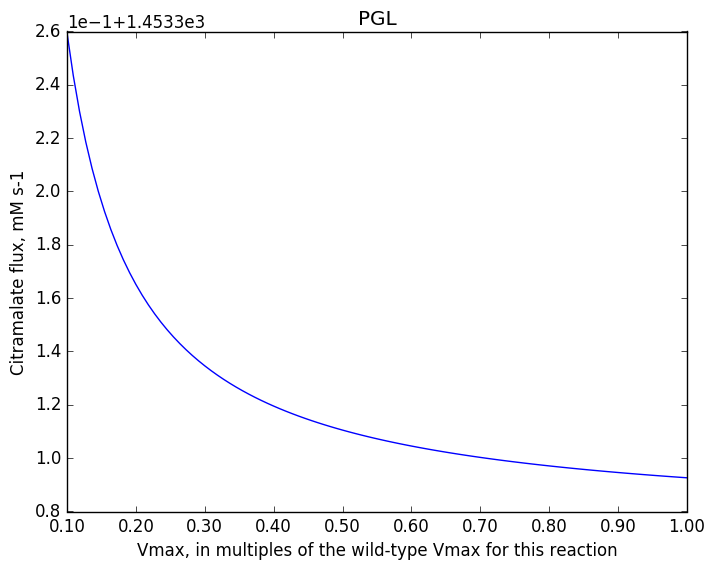 PGL
1e−1+1.4533e3
2.6
2.4
2.2
2.0
1.8
1.6
1.4
1.2
1.0
0.8
Citramalate flux, mM s-1
0.10 0.20 0.30 0.40 0.50 0.60 0.70 0.80 0.90 1.00
Vmax, in multiples of the wild-type Vmax for this reaction